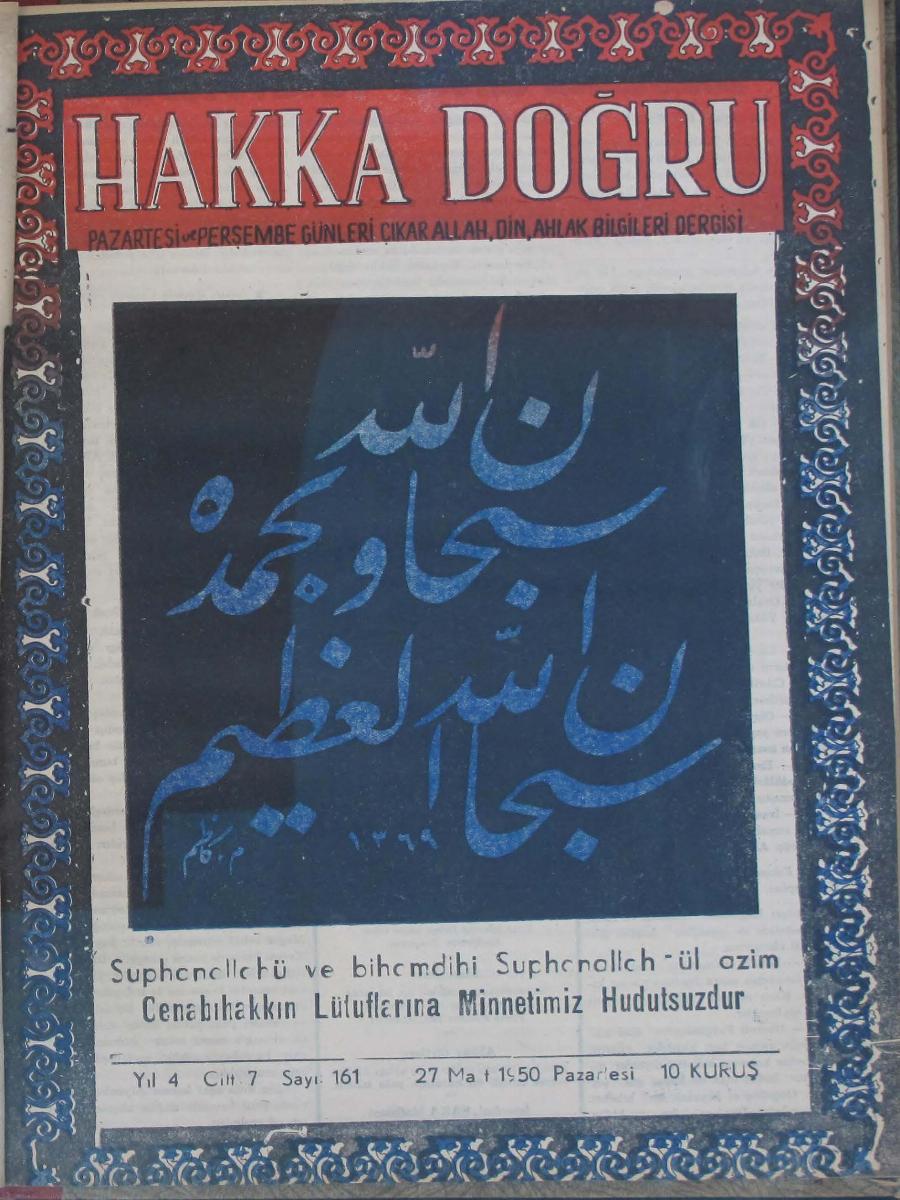 HAKKA DOĞRU
PAZARTESİ ve PERŞEMBE GÜNLERİ ÇIKAR ALLAH, DİN, AHLAK BİLGİLERİ DERGİSİ
سبحان الله وبحمده
سبحان الله العظيم
١٣٦٩
م. كاظم
Suphanallahü ve bihamdihi Suphanallah-ül azim
Cenabıhakkın Lûtuflarına Minnetimiz Hudutsuzdur
Yıl 4 Cilt 7 Sayı 161 27 Mart 1950 Pazartesi 10 KURUŞ